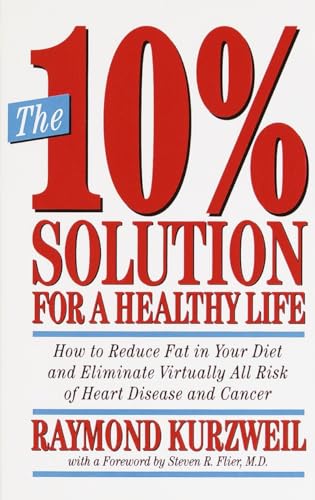 The
10%
SOLUTION
FOR A HEALTHY LIFE
How to Reduce Fat in Your Diet
and Eliminate Virtually All Risk
of Heart Disease and Cancer
RAYMOND KURZWEIL
with a Foreword by Steven R. Flier, M.D.